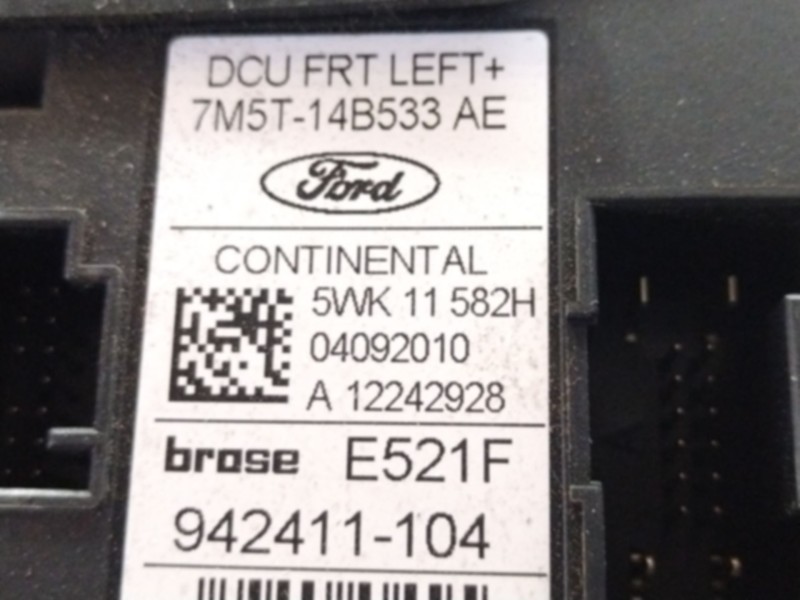 DCU FRT LEFT+
7M5T-14B533 AE
Ford
CONTINENTAL
5WK 11 582H
04092010
A 12242928
brose E521F
942411-104